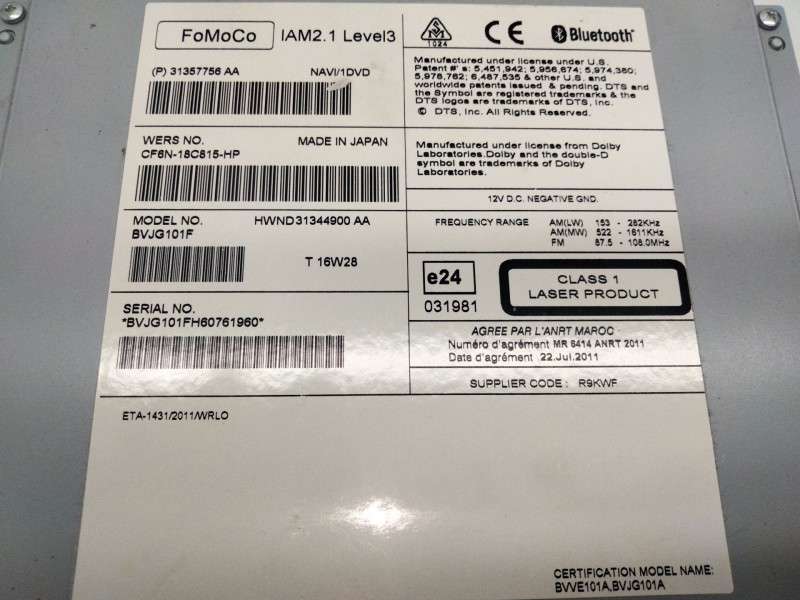 FoMoCo IAM2.1 Level3
(P) 31357756 AA NAVI/1DVD
WERS NO. MADE IN JAPAN
CF6N-18C815-HP
MODEL NO. HWND31344900 AA
BVJG101F
T 16W28
SERIAL NO.
*BVJG101FH60761960*
ETA-1431/2011/WRLO
1024
CE
Bluetooth®
Manufactured under license under U.S.
Patent #' s: 5,451,942; 5,956,674; 5,974,380;
5,978,762; 6,487,535 & other U.S. and
worldwide patents issued & pending. DTS and
the Symbol are registered trademarks & the
DTS logos are trademarks of DTS, Inc.
© DTS, Inc. All Rights Reserved.
Manufactured under license from Dolby
Laboratories.Dolby and the double-D
symbol are trademarks of Dolby
Laboratories.
12V D.C. NEGATIVE GND.
FREQUENCY RANGE AM(LW) 153 - 282KHz
AM(MW) 522 - 1611KHz
FM 87.5 - 108.0MHz
e24
031981
CLASS 1
LASER PRODUCT
AGREE PAR L'ANRT MAROC
Numéro d'agrément MR 6414 ANRT 2011
Date d'agrément 22.Jul.2011
SUPPLIER CODE : R9KWF
CERTIFICATION MODEL NAME:
BVVE101A,BVJG101A